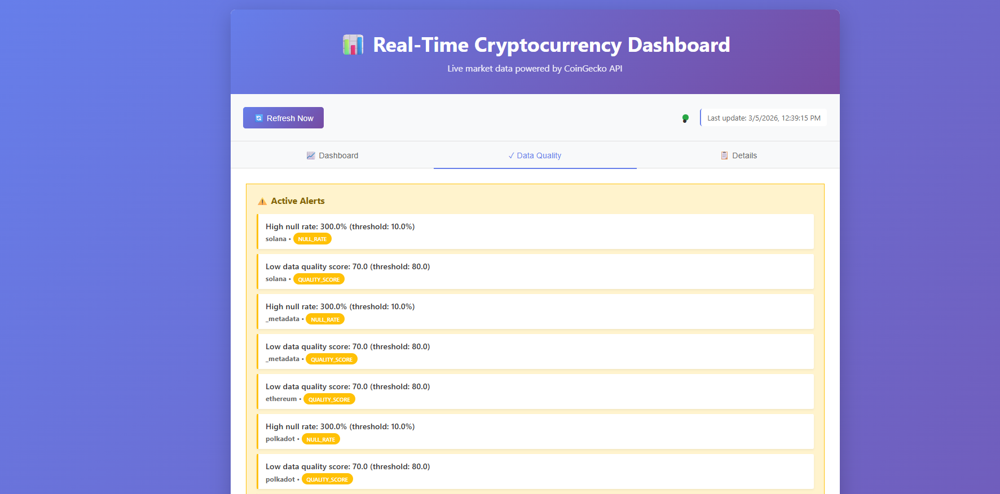 Real-Time Cryptocurrency Dashboard
Live market data powered by CoinGecko API
Refresh Now
Last update: 3/5/2026, 12:39:15 PM
Dashboard
✓ Data Quality
Details
Active Alerts
High null rate: 300.0% (threshold: 10.0%)
solana • NULL_RATE
Low data quality score: 70.0 (threshold: 80.0)
solana • QUALITY_SCORE
High null rate: 300.0% (threshold: 10.0%)
_metadata • NULL_RATE
Low data quality score: 70.0 (threshold: 80.0)
_metadata • QUALITY_SCORE
Low data quality score: 70.0 (threshold: 80.0)
ethereum • QUALITY_SCORE
High null rate: 300.0% (threshold: 10.0%)
polkadot • NULL_RATE
Low data quality score: 70.0 (threshold: 80.0)
polkadot • QUALITY_SCORE